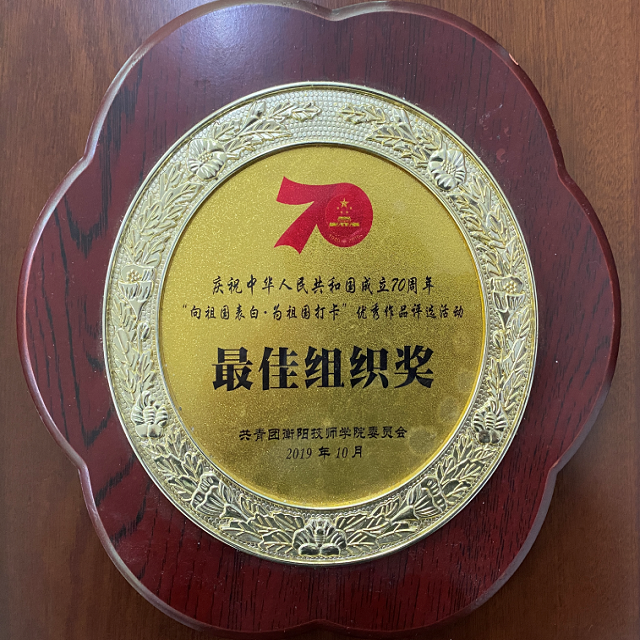 70
庆祝中华人民共和国成立70周年
“向祖国表白·为祖国打卡”优秀作品评选活动
最佳组织奖
共青团衡阳技师学院委员会
2019年10月